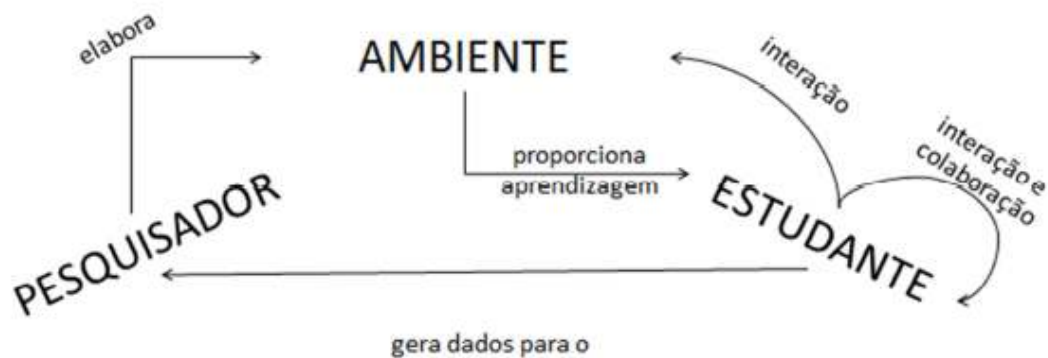 elabora
AMBIENTE
interação
interação e
colaboração
proporciona
aprendizagem
PESQUISADOR
ESTUDANTE
gera dados para o